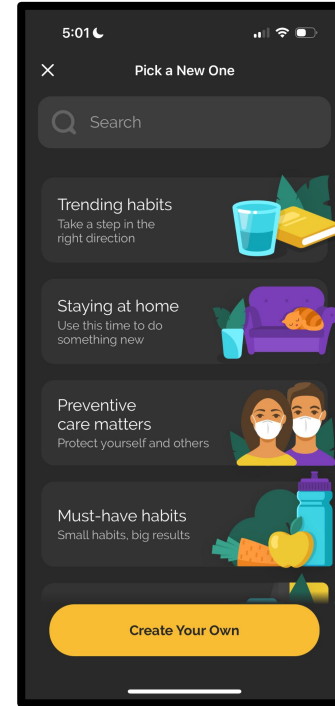 5:01
Pick a New One
Search
Trending habits
Take a step in the
right direction
Staying at home
Use this time to do
something new
Preventive
care matters
Protect yourself and others
Must-have habits
Small habits, big results
Create Your Own